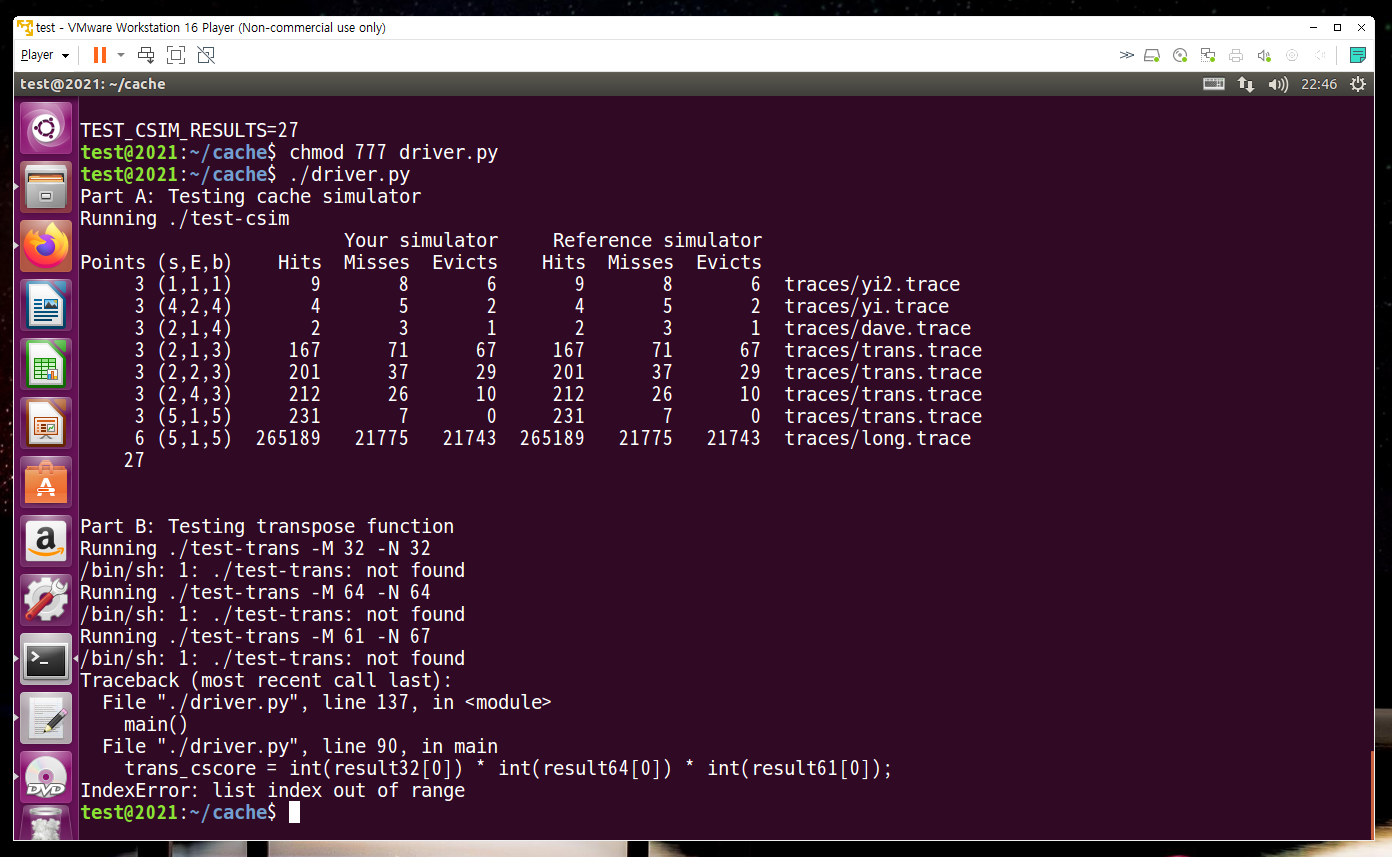 test - VMware Workstation 16 Player (Non-commercial use only)
Player
test@2021: ~/cache
22:46
TEST_CSIM_RESULTS=27
test@2021:~/cache$ chmod 777 driver.py
test@2021:~/cache$ ./driver.py
Part A: Testing cache simulator
Running ./test-csim
                        Your simulator     Reference simulator
Points (s,E,b)    Hits  Misses  Evicts    Hits  Misses  Evicts
     3 (1,1,1)       9       8       6       9       8       6  traces/yi2.trace
     3 (4,2,4)       4       5       2       4       5       2  traces/yi.trace
     3 (2,1,4)       2       3       1       2       3       1  traces/dave.trace
     3 (2,1,3)     167      71      67     167      71      67  traces/trans.trace
     3 (2,2,3)     201      37      29     201      37      29  traces/trans.trace
     3 (2,4,3)     212      26      10     212      26      10  traces/trans.trace
     3 (5,1,5)     231       7       0     231       7       0  traces/trans.trace
     6 (5,1,5)  265189   21775   21743  265189   21775   21743  traces/long.trace
    27
Part B: Testing transpose function
Running ./test-trans -M 32 -N 32
/bin/sh: 1: ./test-trans: not found
Running ./test-trans -M 64 -N 64
/bin/sh: 1: ./test-trans: not found
Running ./test-trans -M 61 -N 67
/bin/sh: 1: ./test-trans: not found
Traceback (most recent call last):
  File "./driver.py", line 137, in <module>
    main()
  File "./driver.py", line 90, in main
    trans_cscore = int(result32[0]) * int(result64[0]) * int(result61[0]);
IndexError: list index out of range
test@2021:~/cache$
DVD